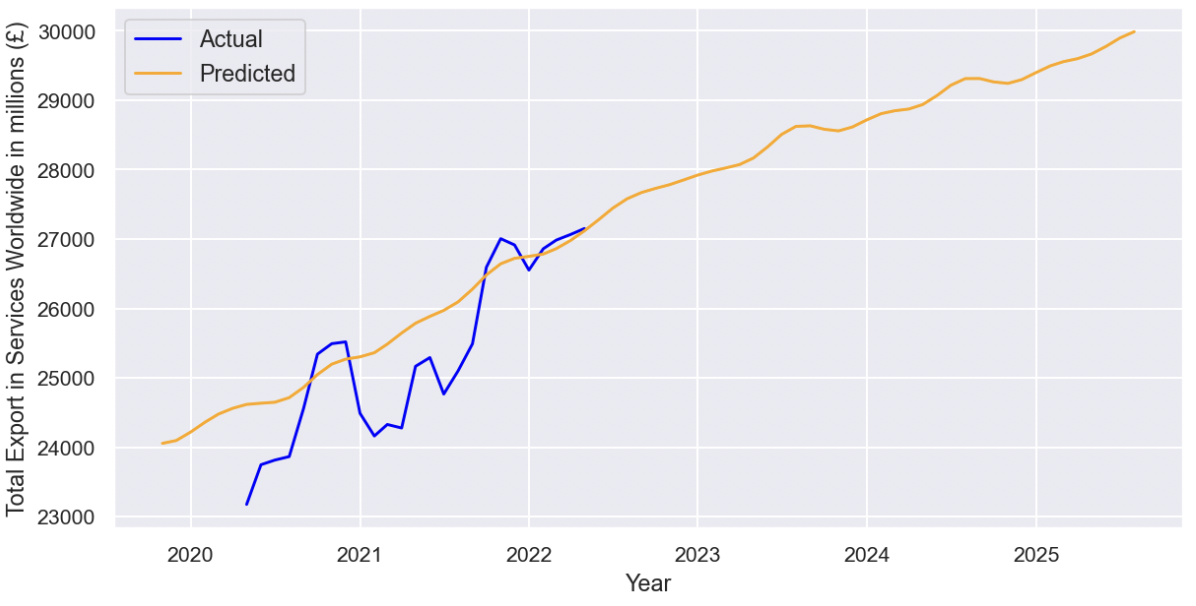 Actual
Predicted
Total Export in Services Worldwide in millions (£)
30000
29000
28000
27000
26000
25000
24000
23000
2020 2021 2022 2023 2024 2025
Year